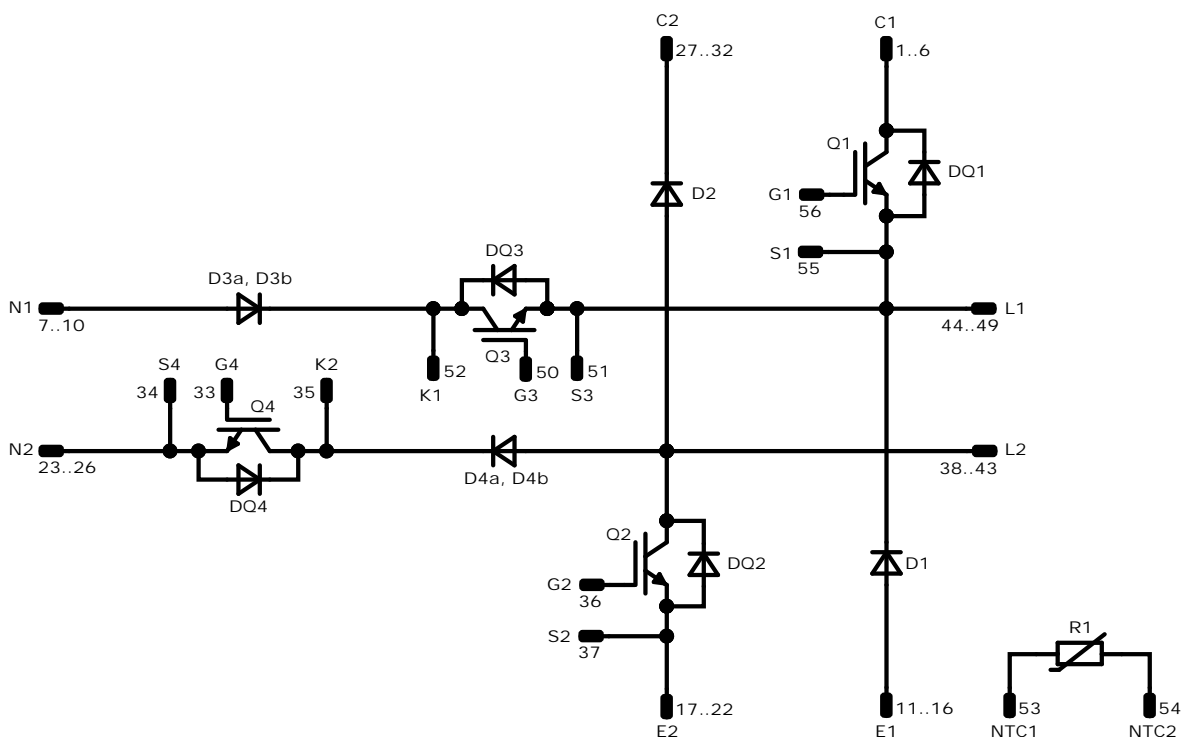 C2
27..32
C1
1..6
Q1
DQ1
G1
56
D2
S1
55
DQ3
D3a, D3b
N1
7..10
L1
44..49
Q3
52
K1
50
G3
51
S3
S4
34
G4
33
K2
35
Q4
N2
23..26
DQ4
D4a, D4b
L2
38..43
Q2
DQ2
G2
36
D1
S2
37
R1
17..22
E2
11..16
E1
53
NTC1
54
NTC2